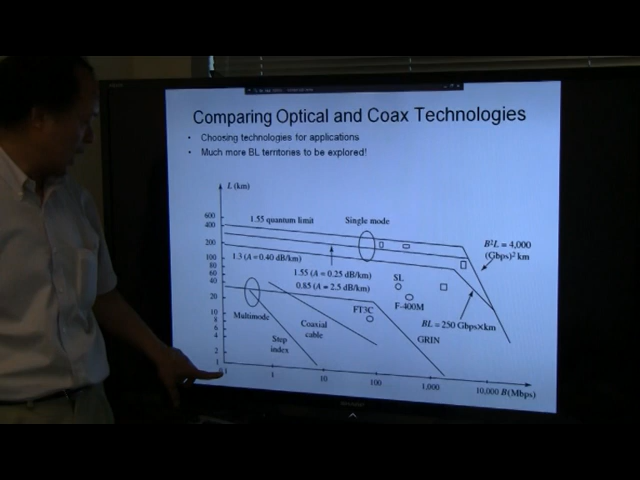 Comparing Optical and Coax Technologies
• Choosing technologies for applications
• Much more BL territories to be explored!
L (km)
600
400
200
100
80
60
40
20
10
8
6
4
2
1
1.55 quantum limit
Single mode
1.3 (A = 0.40 dB/km)
1.55 (A = 0.25 dB/km)
0.85 (A = 2.5 dB/km)
B²L = 4,000
(Gbps)² km
SL
F-400M
FT3C
BL = 250 Gbps×km
GRIN
Multimode
Coaxial
cable
Step
index
1
10
100
1,000
10,000 B (Mbps)